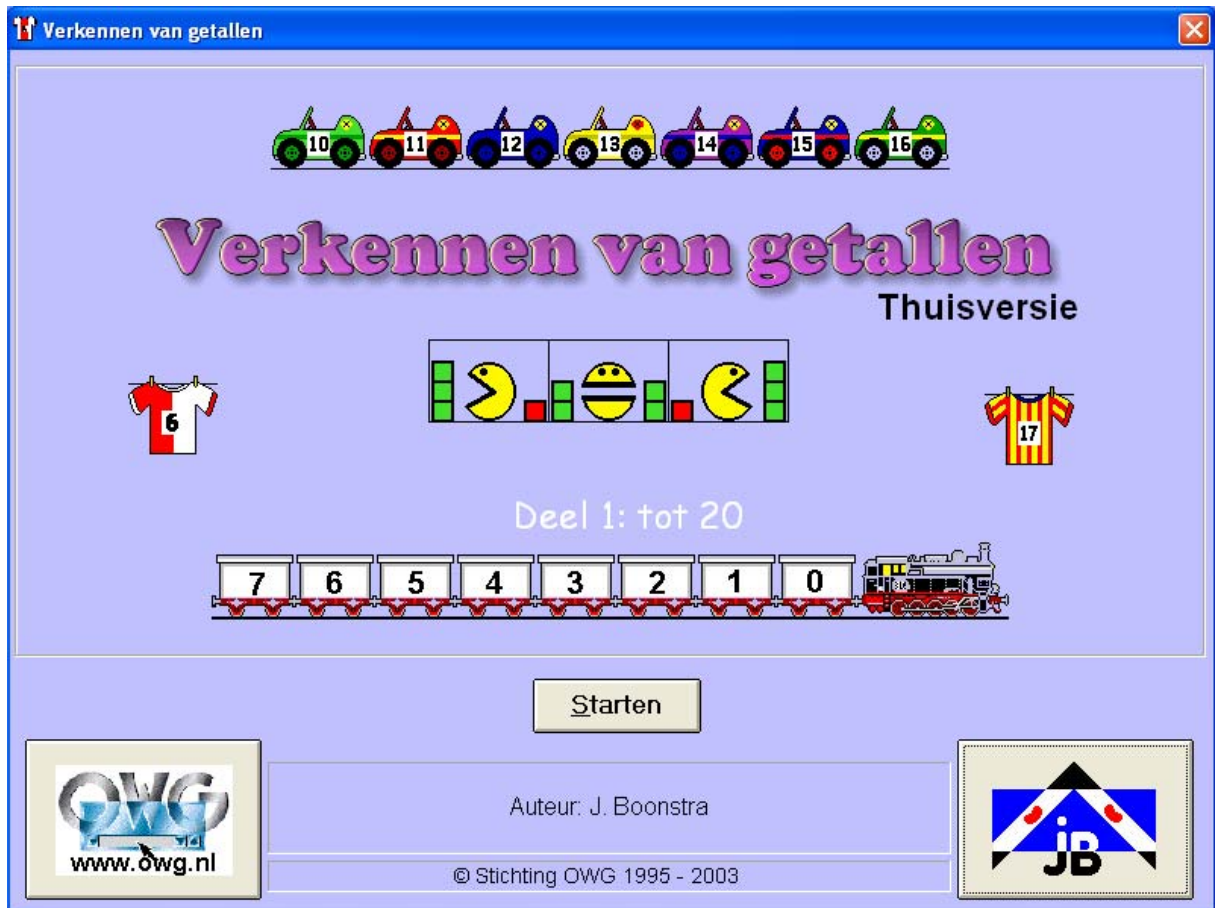 Verkennen van getallen
10 11 12 13 14 15 16
Verkennen van getallen
Thuisversie
6
17
Deel 1: tot 20
7 6 5 4 3 2 1 0
Starten
OWG
www.owg.nl
Auteur: J. Boonstra
© Stichting OWG 1995 - 2003
jB